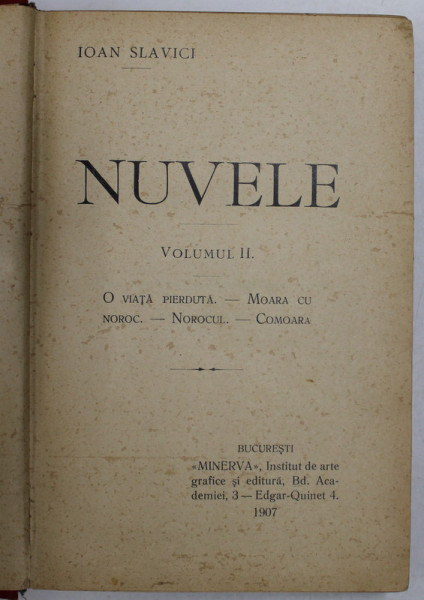 IOAN SLAVICI
NUVELE
VOLUMUL II.
O VIAȚĂ PIERDUTĂ. — MOARA CU
NOROC. — NOROCUL. — COMOARA
BUCUREȘTI
«MINERVA», Institut de arte
grafice și editură, Bd. Aca-
demiei, 3 — Edgar-Quinet 4.
1907